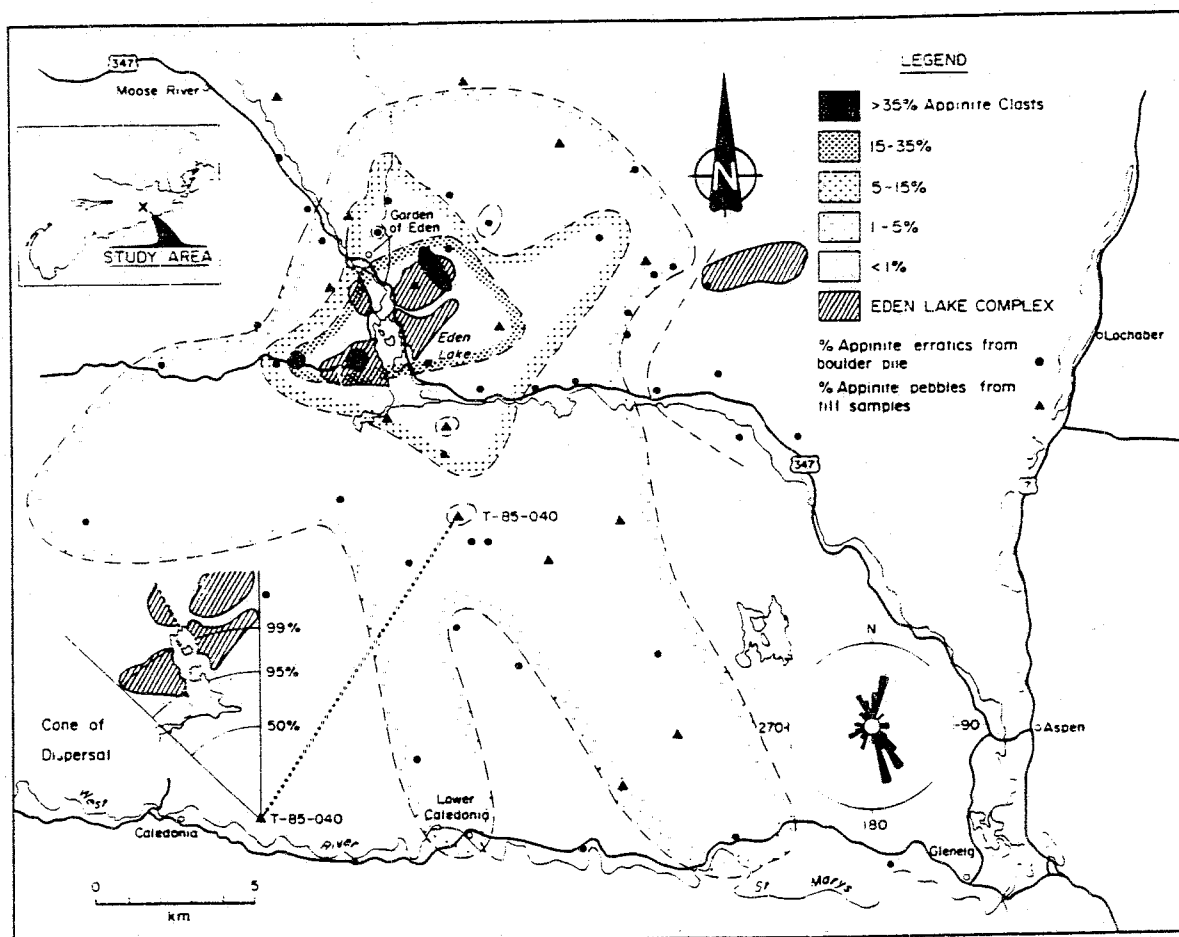 347
Moose River
STUDY AREA
X
Garden
of Eden
Eden
Lake
N
LEGEND
>35% Appinite Clasts
15-35%
5-15%
1-5%
<1%
EDEN LAKE COMPLEX
% Appinite erratics from
boulder pile
% Appinite pebbles from
till samples
Lochaber
347
7
T-85-040
99%
95%
50%
Cone of
Dispersal
T-85-040
West
Caledonia
River
Lower
Caledonia
St Marys
N
270
90
180
Aspen
Glenelg
0 5
km